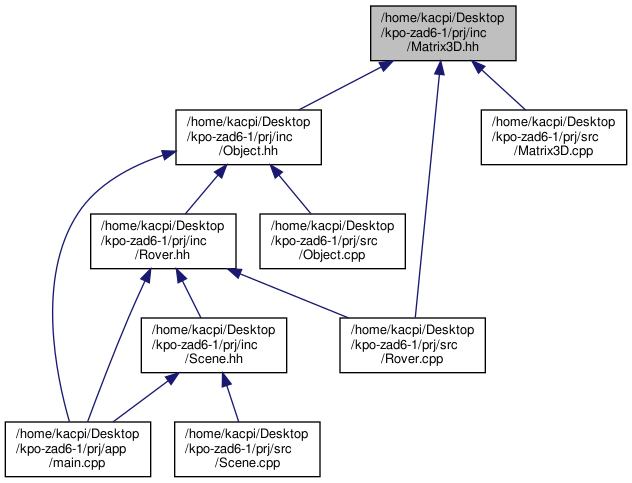 /home/kacpi/Desktop
/kpo-zad6-1/prj/inc
/Matrix3D.hh
/home/kacpi/Desktop
/kpo-zad6-1/prj/inc
/Object.hh
/home/kacpi/Desktop
/kpo-zad6-1/prj/src
/Matrix3D.cpp
/home/kacpi/Desktop
/kpo-zad6-1/prj/inc
/Rover.hh
/home/kacpi/Desktop
/kpo-zad6-1/prj/src
/Object.cpp
/home/kacpi/Desktop
/kpo-zad6-1/prj/inc
/Scene.hh
/home/kacpi/Desktop
/kpo-zad6-1/prj/src
/Rover.cpp
/home/kacpi/Desktop
/kpo-zad6-1/prj/app
/main.cpp
/home/kacpi/Desktop
/kpo-zad6-1/prj/src
/Scene.cpp